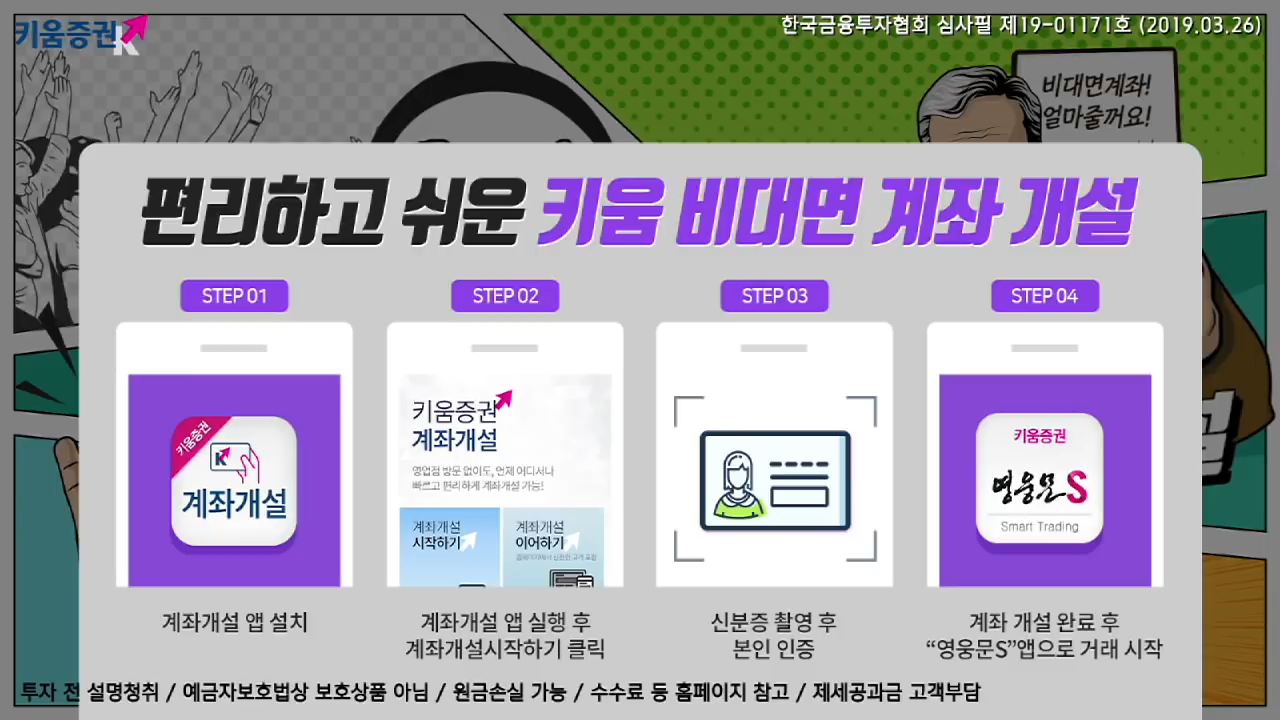 키움증권
한국금융투자협회 심사필 제19-01171호 (2019.03.26)
비대면계좌!
얼마줄꺼요!
편리하고 쉬운 키움 비대면 계좌 개설
STEP 01
STEP 02
STEP 03
STEP 04
키움증권
K
계좌개설
키움증권
계좌개설
영업점 방문 없이도, 언제 어디서나
빠르고 편리하게 계좌개설 가능!
계좌개설
시작하기
계좌개설
이어하기
키움증권
영웅문S
Smart Trading
계좌개설 앱 설치
계좌개설 앱 실행 후
계좌개설시작하기 클릭
신분증 촬영 후
본인 인증
계좌 개설 완료 후
“영웅문S”앱으로 거래 시작
투자 전 설명청취 / 예금자보호법상 보호상품 아님 / 원금손실 가능 / 수수료 등 홈페이지 참고 / 제세공과금 고객부담